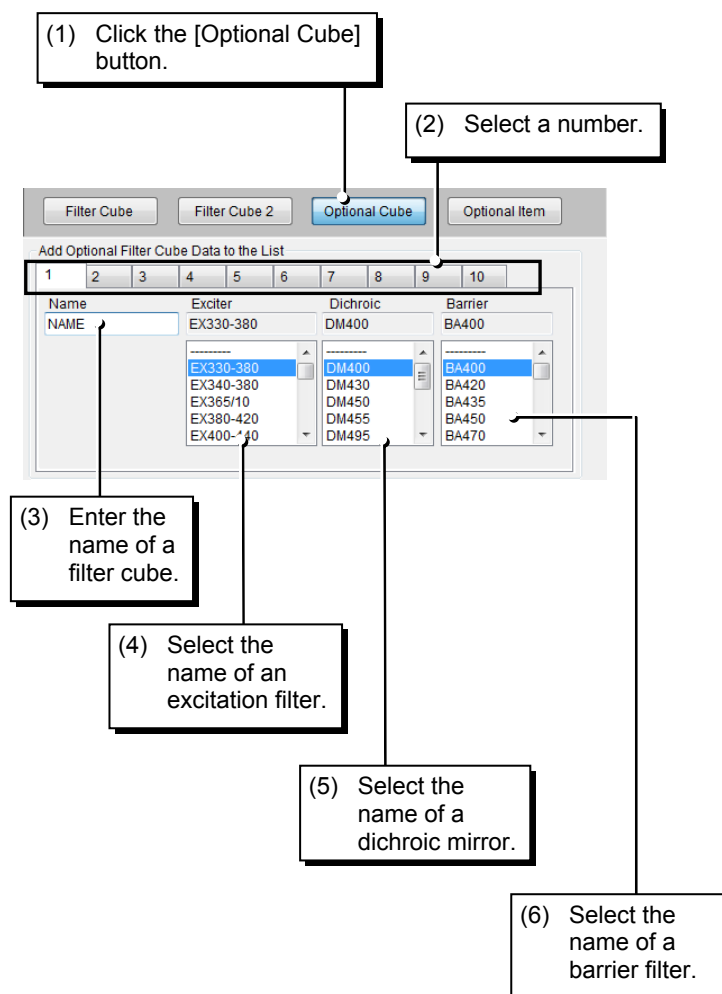 (1) Click the [Optional Cube]
button.
(2) Select a number.
Filter Cube Filter Cube 2 Optional Cube Optional Item
Add Optional Filter Cube Data to the List
1 2 3 4 5 6 7 8 9 10
Name Exciter Dichroic Barrier
NAME EX330-380 DM400 BA400
--------- --------- ---------
EX330-380 DM400 BA400
EX340-380 DM430 BA420
EX365/10 DM450 BA435
EX380-420 DM455 BA450
EX400-440 DM495 BA470
(3) Enter the
name of a
filter cube.
(4) Select the
name of an
excitation filter.
(5) Select the
name of a
dichroic mirror.
(6) Select the
name of a
barrier filter.